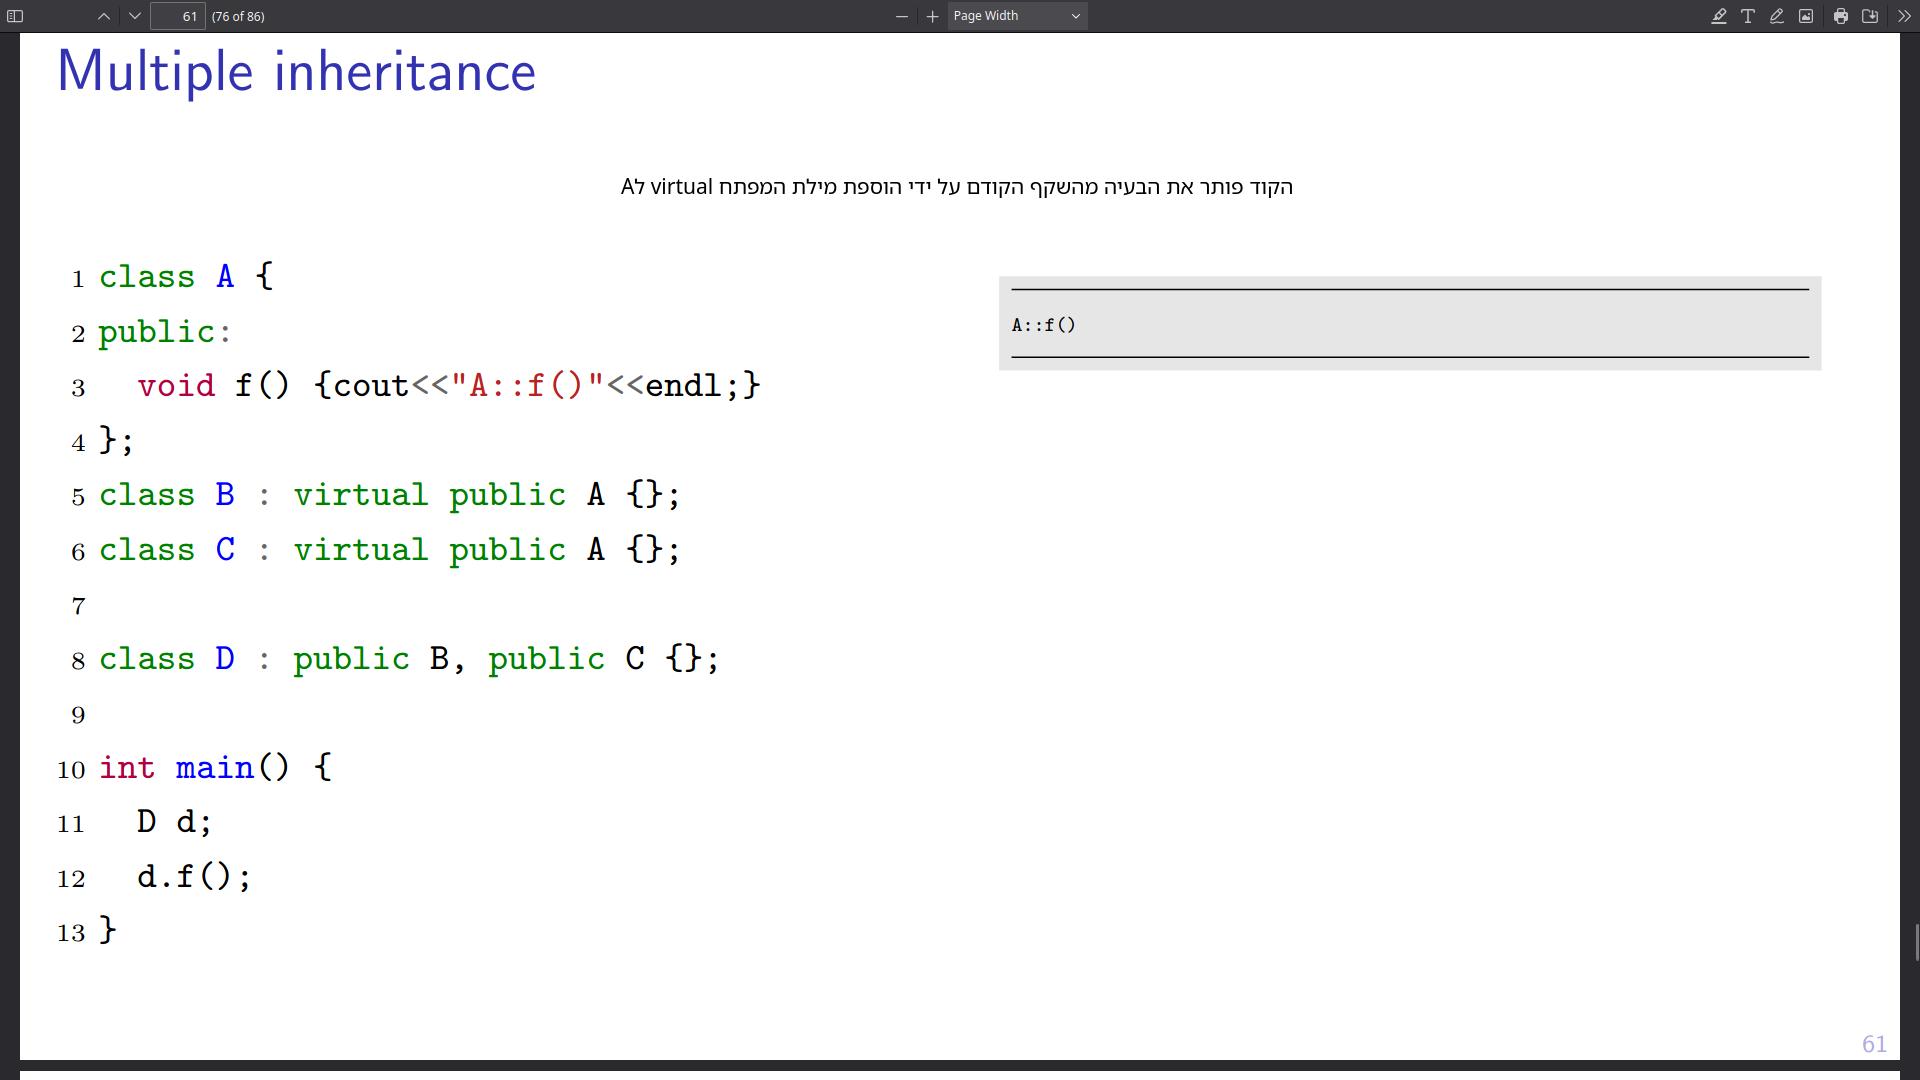 61 (76 of 86) Page Width
Multiple inheritance
הקוד פותר את הבעיה מהשקף הקודם על ידי הוספת מילת המפתח virtual לA
1 class A {
2 public:
3   void f() {cout<<"A::f()"<<endl;}
4 };
5 class B : virtual public A {};
6 class C : virtual public A {};
7
8 class D : public B, public C {};
9
10 int main() {
11   D d;
12   d.f();
13 }
A::f()
61